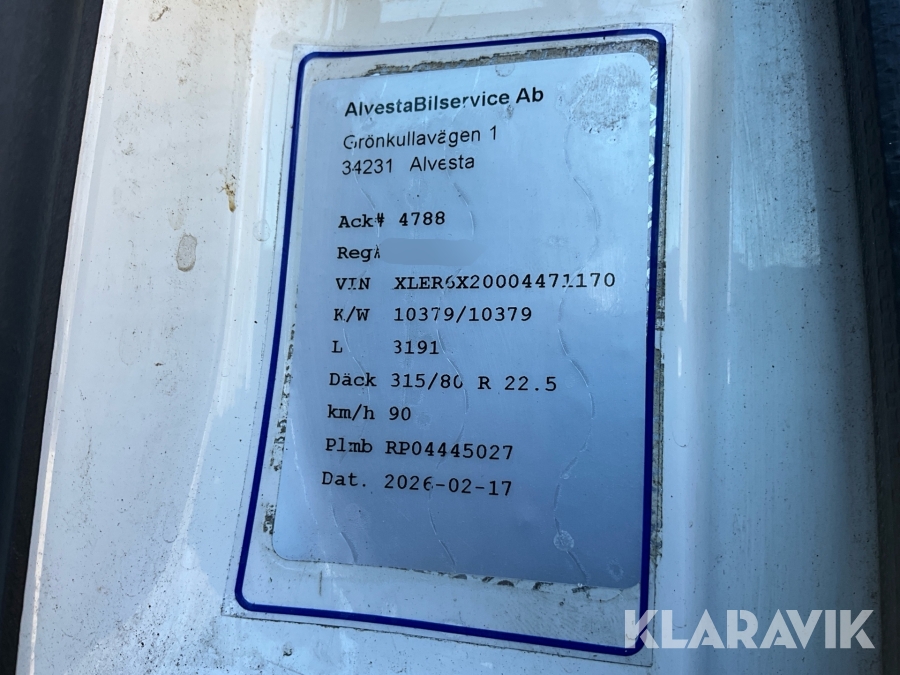 AlvestaBilservice Ab
Grönkullavägen 1
34231 Alvesta
Ack# 4788
Reg#
VIN XLER6X20004471170
K/W 10379/10379
L 3191
Däck 315/80 R 22.5
km/h 90
Plmb RP04445027
Dat. 2026-02-17
KLARAVIK